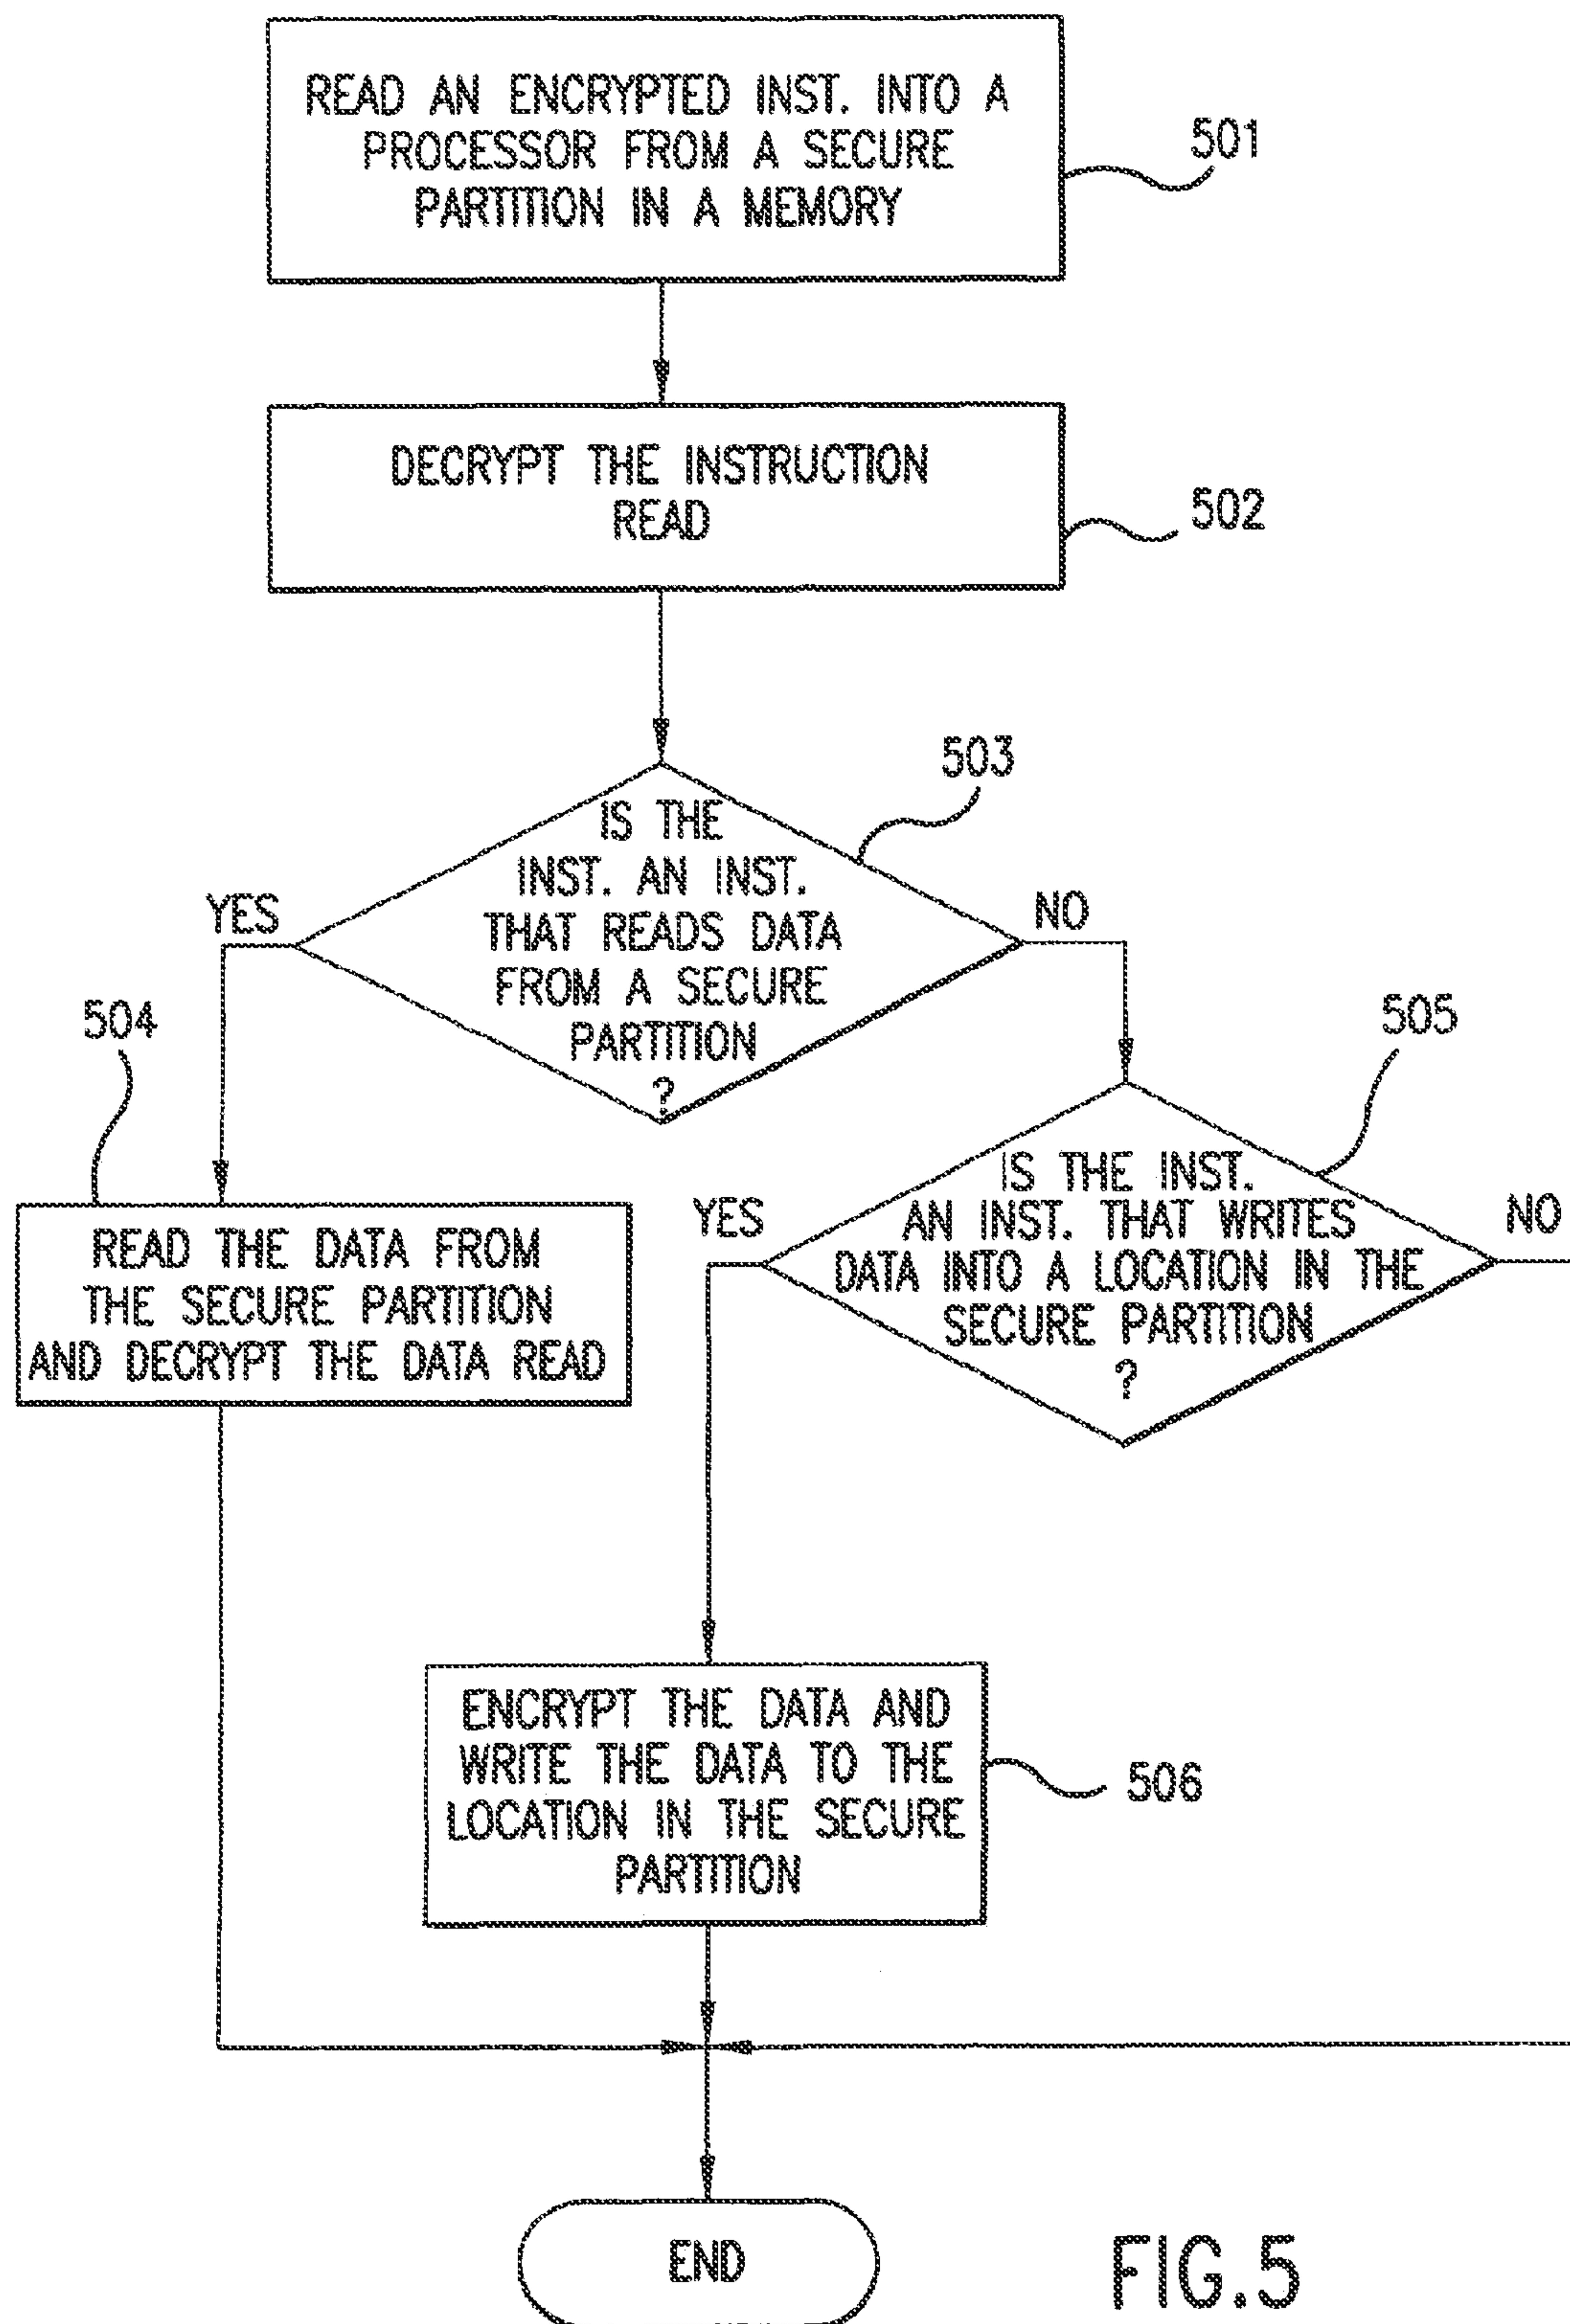 READ AN ENCRYPTED INST. INTO A
PROCESSOR FROM A SECURE
PARTITION IN A MEMORY
501
DECRYPT THE INSTRUCTION
READ
502
503
IS THE
INST. AN INST.
THAT READS DATA
FROM A SECURE
PARTITION
?
YES
NO
504
READ THE DATA FROM
THE SECURE PARTITION
AND DECRYPT THE DATA READ
505
IS THE INST.
AN INST. THAT WRITES
DATA INTO A LOCATION IN THE
SECURE PARTITION
?
YES
NO
ENCRYPT THE DATA AND
WRITE THE DATA TO THE
LOCATION IN THE SECURE
PARTITION
506
END
FIG.5